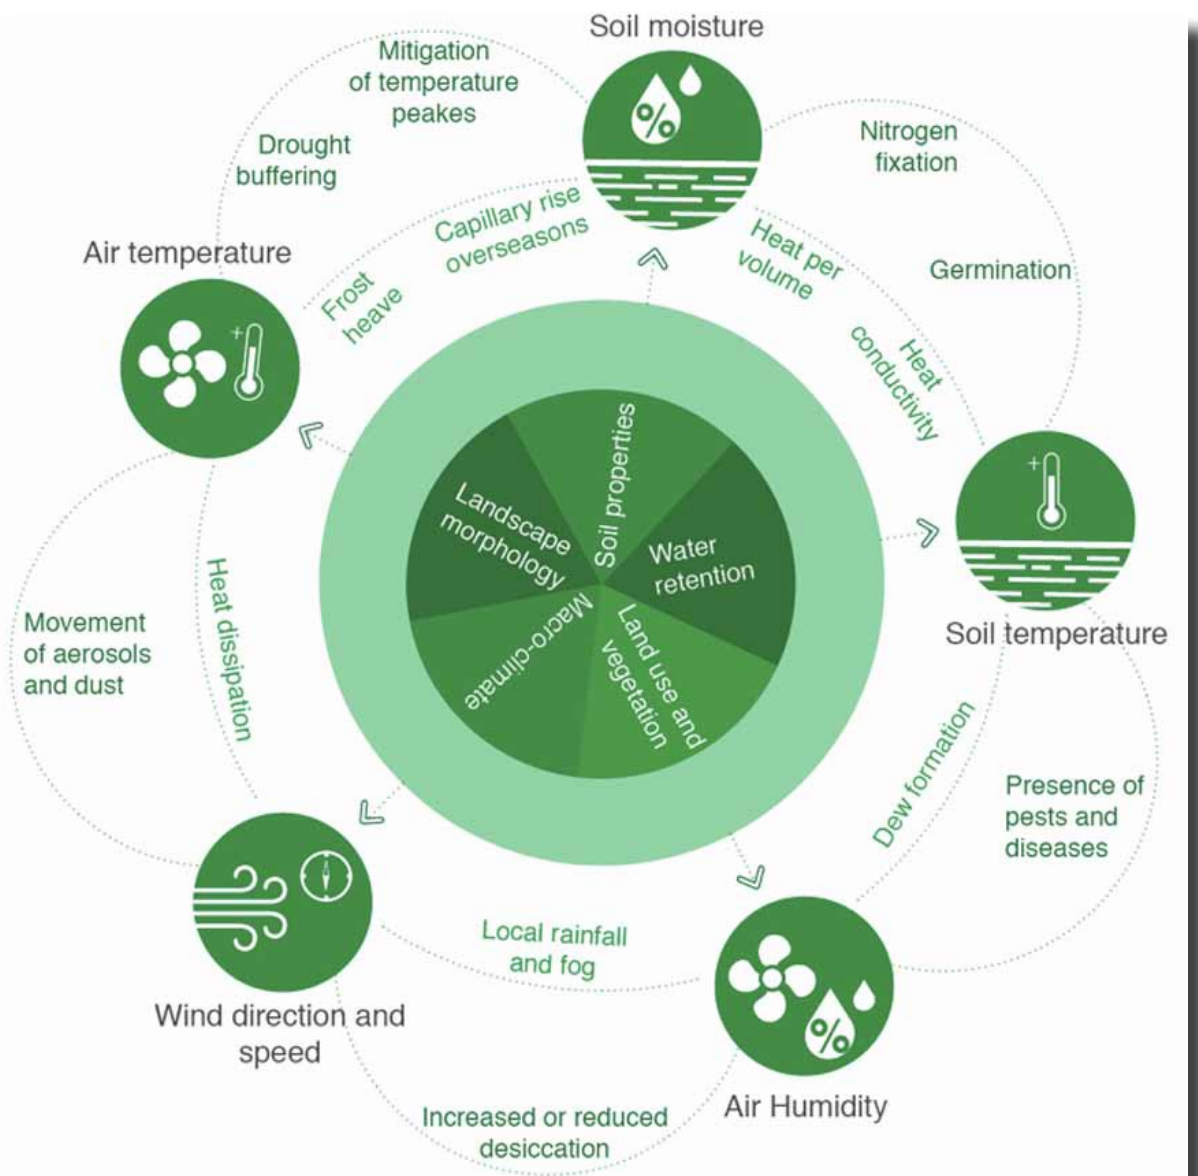 Soil moisture
Mitigation
of temperature
peakes
Drought
buffering
Nitrogen
fixation
Capillary rise
overseasons
Heat per
volume
Air temperature
Frost
heave
Germination
Heat
conductivity
+
%
+
Soil properties
Landscape
morphology
Water
retention
Macro-climate
Land use and
vegetation
Soil temperature
Heat dissipation
Movement
of aerosols
and dust
Dew formation
Presence of
pests and
diseases
Local rainfall
and fog
%
Wind direction and
speed
Air Humidity
Increased or reduced
desiccation